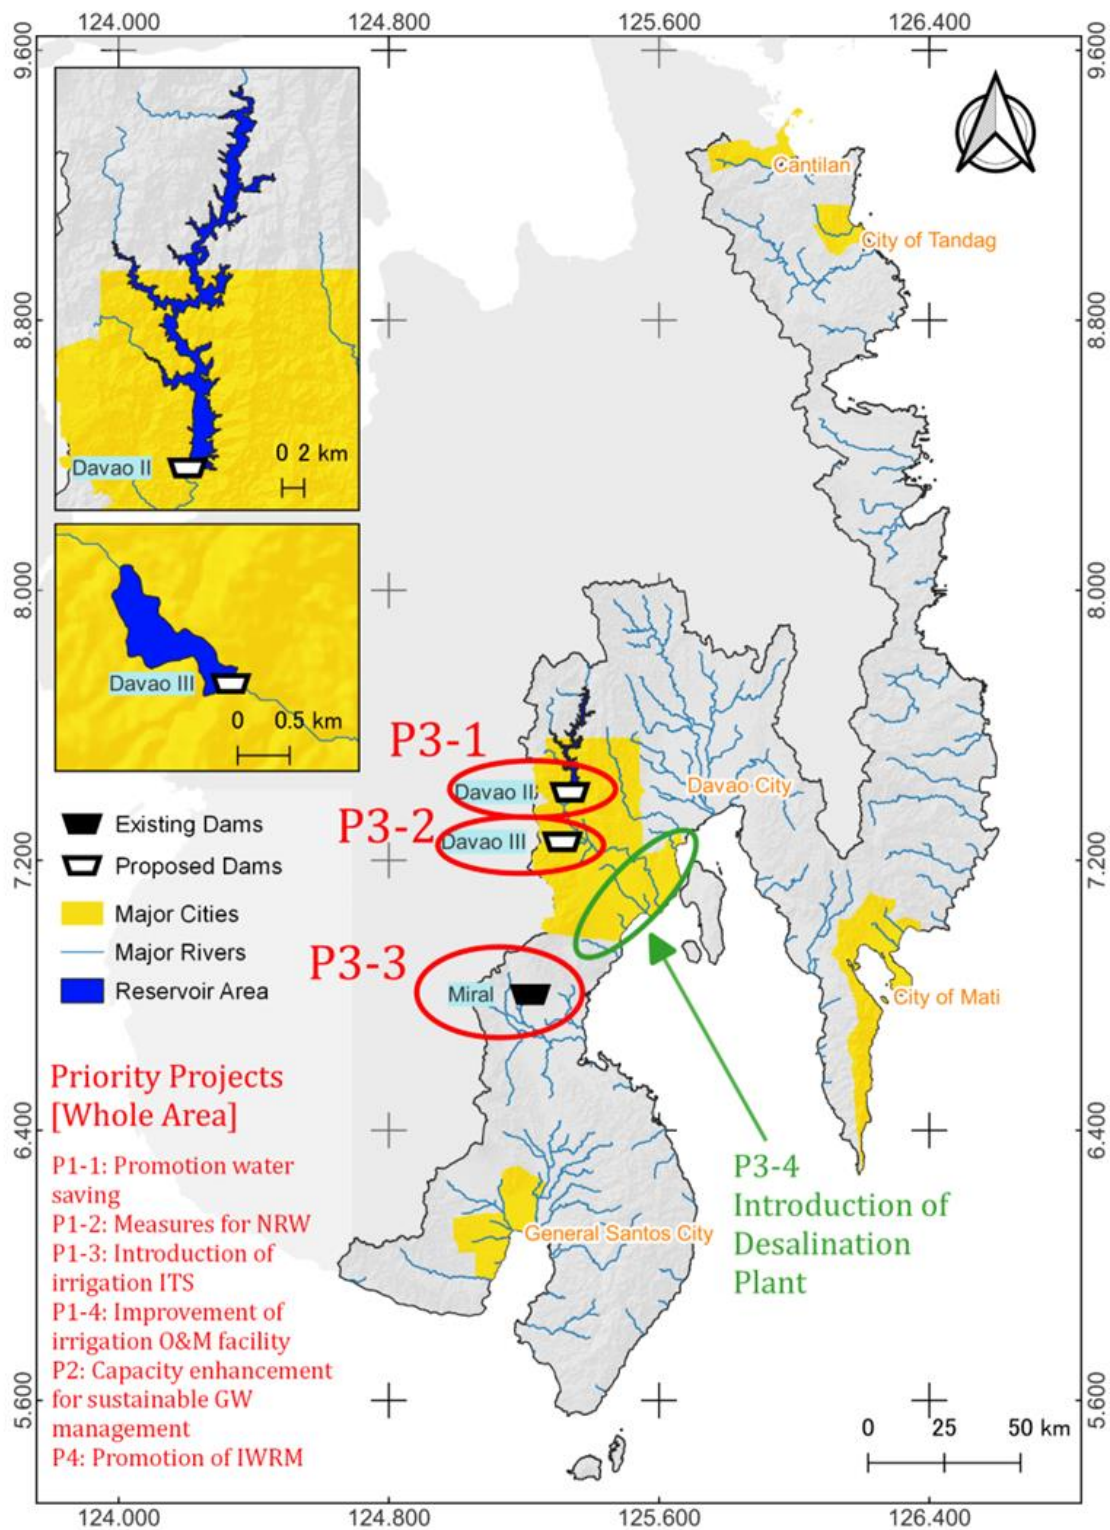 124.000 124.800 125.600 126.400
9.600 9.600
Cantilan
City of Tandag
8.800 8.800
Davao II
0 2 km
8.000 8.000
Davao III
0 0.5 km
P3-1
Davao II
Davao City
P3-2
Davao III
7.200 7.200
Existing Dams
Proposed Dams
Major Cities
Major Rivers
Reservoir Area
P3-3
Miral
City of Mati
Priority Projects
[Whole Area]
6.400 6.400
P1-1: Promotion water
saving
P1-2: Measures for NRW
P1-3: Introduction of
irrigation ITS
P1-4: Improvement of
irrigation O&M facility
P2: Capacity enhancement
for sustainable GW
management
P4: Promotion of IWRM
P3-4
Introduction of
Desalination
Plant
General Santos City
5.600 5.600
0 25 50 km
124.000 124.800 125.600 126.400